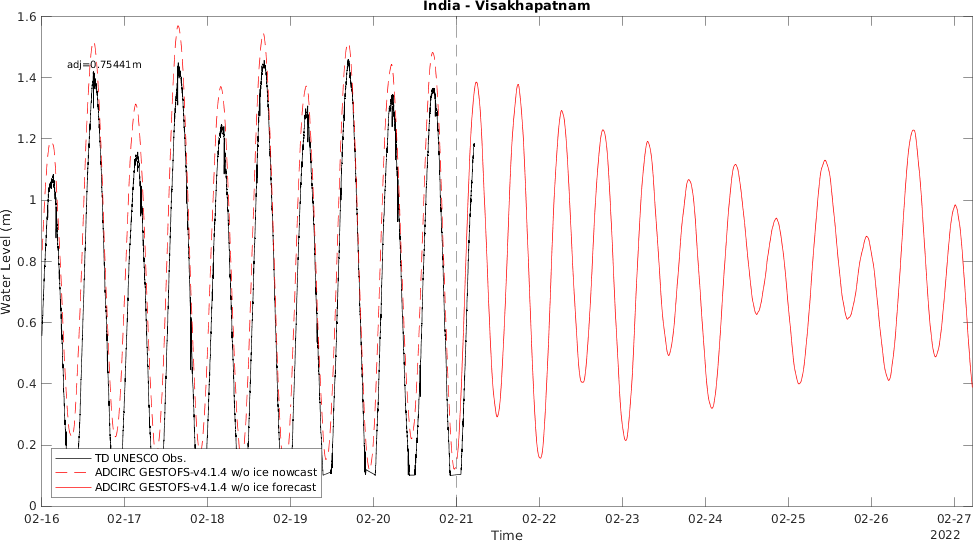 India - Visakhapatnam
adj=0.75441m
1.6
1.4
1.2
1
0.8
0.6
0.4
0.2
0
Water Level (m)
TD UNESCO Obs.
ADCIRC GESTOFS-v4.1.4 w/o ice nowcast
ADCIRC GESTOFS-v4.1.4 w/o ice forecast
02-16 02-17 02-18 02-19 02-20 02-21 02-22 02-23 02-24 02-25 02-26 02-27
Time
2022